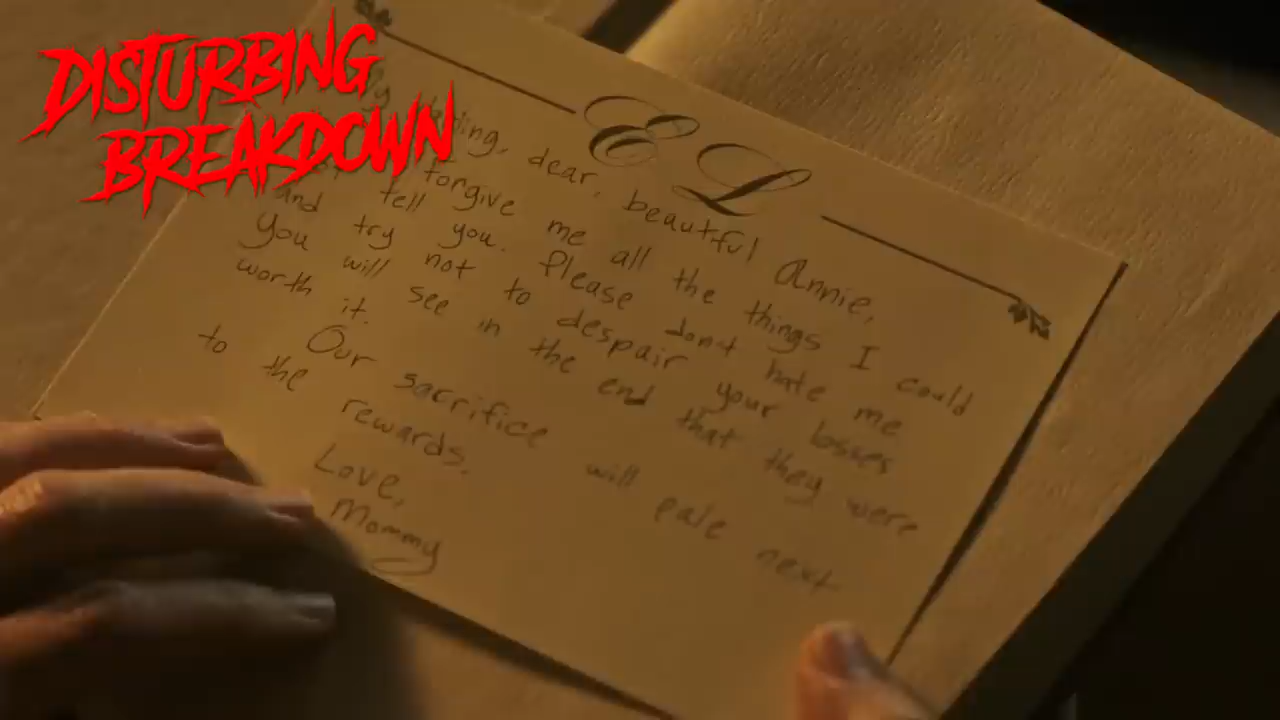 DISTURBING
BREAKDOWN
E L
darling, dear, beautiful Annie,
forgive me all the things I could
tell you. Please don't hate me
and try not to despair your losses
You will see in the end that they were
worth it.
Our sacrifice will pale next
to the rewards.
Love,
Mommy